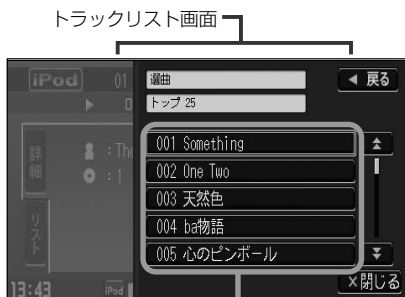 トラックリスト画面
iPod 01
選曲
戻る
トップ 25
詳細
: The
: 1
リスト
001 Something
002 One Two
003 天然色
004 ba物語
005 心のピンボール
×閉じる
13:43
iPod